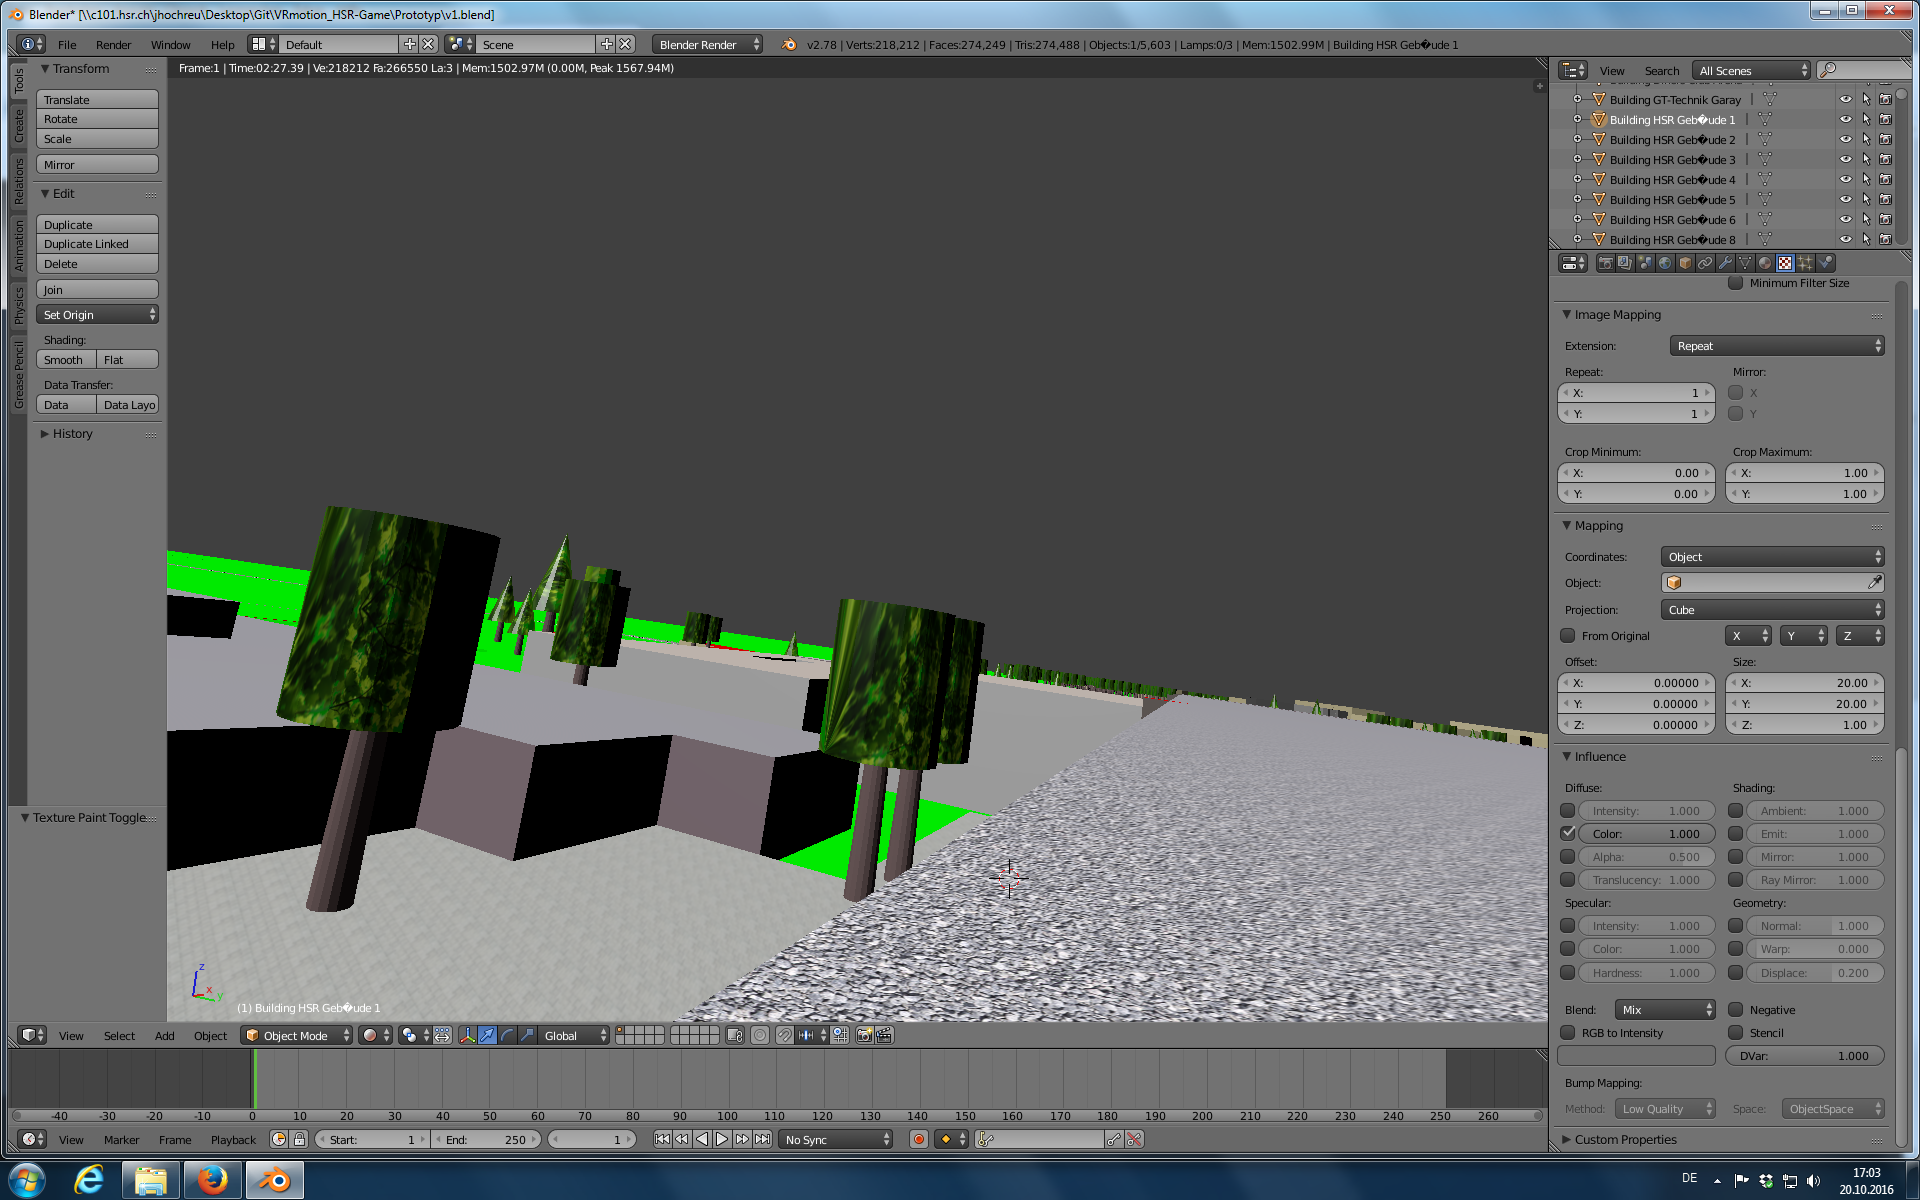 Blender* [\\c101.hsr.ch\jhochreu\Desktop\Git\VRmotion_HSR-Game\Prototyp\v1.blend]
File Render Window Help Default Scene Blender Render v2.78 | Verts:218,212 | Faces:274,249 | Tris:274,488 | Objects:1/5,603 | Lamps:0/3 | Mem:1502.99M | Building HSR Geb�ude 1
Frame:1 | Time:02:27.39 | Ve:218212 Fa:266550 La:3 | Mem:1502.97M (0.00M, Peak 1567.94M)
Tools
Create
Relations
Animation
Physics
Grease Pencil
Transform
Translate
Rotate
Scale
Mirror
Edit
Duplicate
Duplicate Linked
Delete
Join
Set Origin
Shading:
Smooth Flat
Data Transfer:
Data Data Layo
History
Texture Paint Toggle
z
x
y
(1) Building HSR Geb�ude 1
View Select Add Object Object Mode Global
-40 -30 -20 -10 0 10 20 30 40 50 60 70 80 90 100 110 120 130 140 150 160 170 180 190 200 210 220 230 240 250 260
View Marker Frame Playback Start: 1 End: 250 1 No Sync
View Search All Scenes
Building GT-Technik Garay
Building HSR Geb�ude 1
Building HSR Geb�ude 2
Building HSR Geb�ude 3
Building HSR Geb�ude 4
Building HSR Geb�ude 5
Building HSR Geb�ude 6
Building HSR Geb�ude 8
Minimum Filter Size
Image Mapping
Extension: Repeat
Repeat: Mirror:
X: 1 X
Y: 1 Y
Crop Minimum: Crop Maximum:
X: 0.00 X: 1.00
Y: 0.00 Y: 1.00
Mapping
Coordinates: Object
Object:
Projection: Cube
From Original X Y Z
Offset: Size:
X: 0.00000 X: 20.00
Y: 0.00000 Y: 20.00
Z: 0.00000 Z: 1.00
Influence
Diffuse: Shading:
Intensity: 1.000 Ambient: 1.000
Color: 1.000 Emit: 1.000
Alpha: 0.500 Mirror: 1.000
Translucency: 1.000 Ray Mirror: 1.000
Specular: Geometry:
Intensity: 1.000 Normal: 1.000
Color: 1.000 Warp: 0.000
Hardness: 1.000 Displace: 0.200
Blend: Mix Negative
RGB to Intensity Stencil
DVar: 1.000
Bump Mapping:
Method: Low Quality Space: ObjectSpace
Custom Properties
DE 17:03
20.10.2016